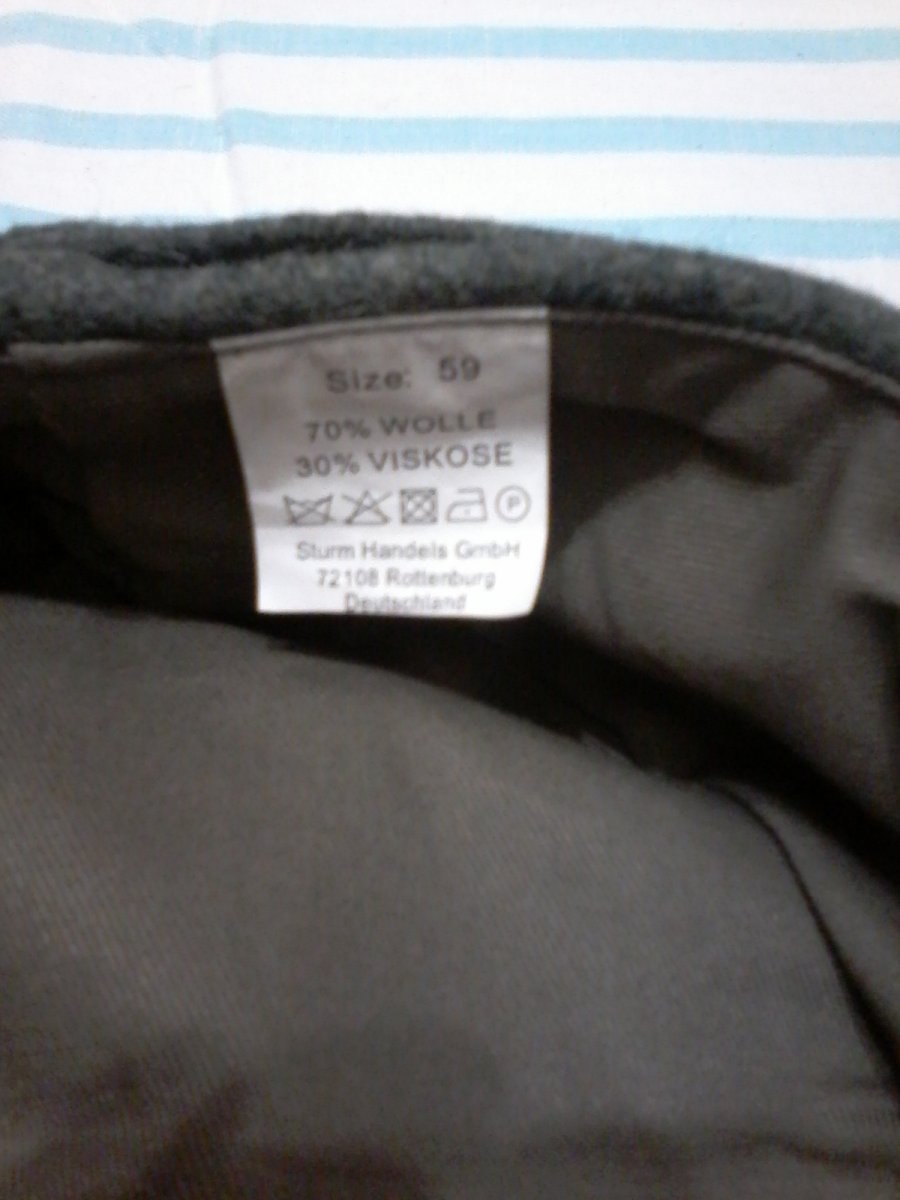 Size: 59
70% WOLLE
30% VISKOSE
P
Sturm Handels GmbH
72108 Rottenburg
Deutschland